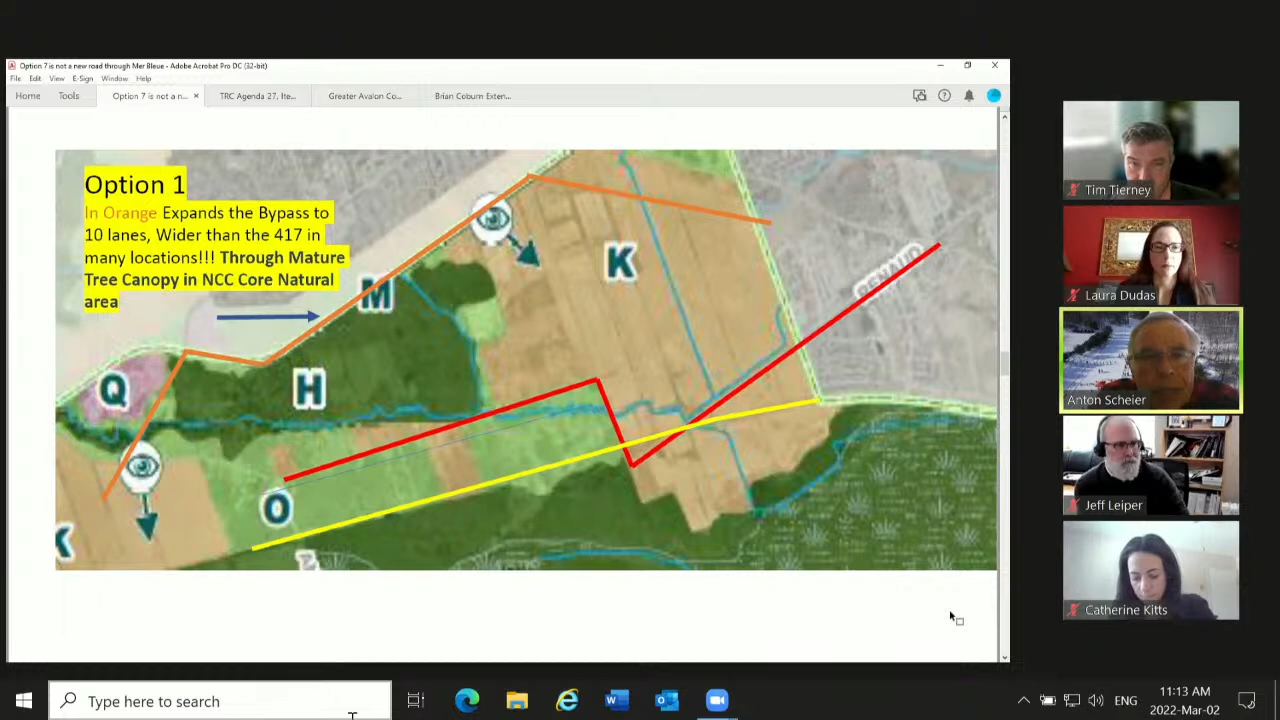 Option 7 is not a new road through Mer Bleue - Adobe Acrobat Pro DC (32-bit)
File Edit View E-Sign Window Help
Home Tools Option 7 is not a n... × TRC Agenda 27, Ite... Greater Avalon Co... Brian Coburn Exten...
Option 1
In Orange Expands the Bypass to
10 lanes, Wider than the 417 in
many locations!!! Through Mature
Tree Canopy in NCC Core Natural
area
K
RENAUD
M
H
Q
O
K
Tim Tierney
Laura Dudas
Anton Scheier
Jeff Leiper
Catherine Kitts
Type here to search
ENG
11:13 AM
2022-Mar-02